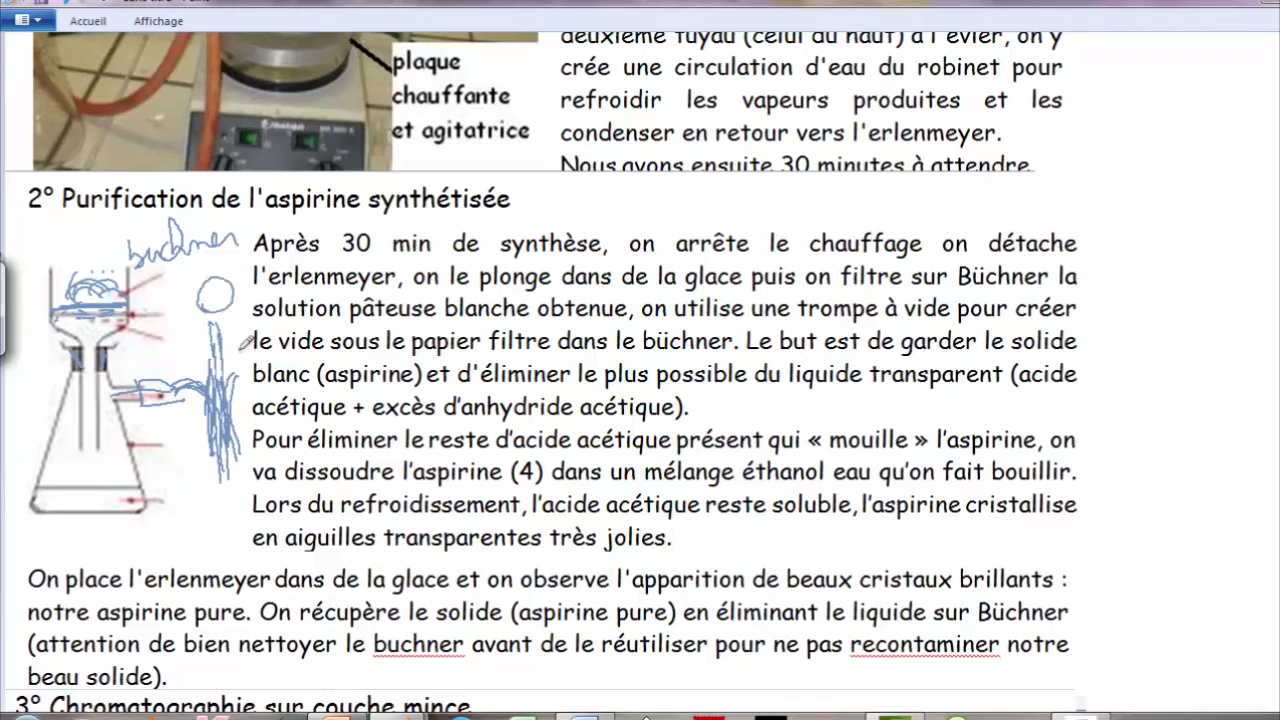 Accueil Affichage
plaque
chauffante
et agitatrice
deuxième tuyau (celui du haut) à l'évier, on y
crée une circulation d'eau du robinet pour
refroidir les vapeurs produites et les
condenser en retour vers l'erlenmeyer.
Nous avons ensuite 30 minutes à attendre.
2° Purification de l'aspirine synthétisée
buchner
Après 30 min de synthèse, on arrête le chauffage on détache
l'erlenmeyer, on le plonge dans de la glace puis on filtre sur Büchner la
solution pâteuse blanche obtenue, on utilise une trompe à vide pour créer
le vide sous le papier filtre dans le büchner. Le but est de garder le solide
blanc (aspirine) et d'éliminer le plus possible du liquide transparent (acide
acétique + excès d’anhydride acétique).
Pour éliminer le reste d’acide acétique présent qui « mouille » l’aspirine, on
va dissoudre l’aspirine (4) dans un mélange éthanol eau qu’on fait bouillir.
Lors du refroidissement, l’acide acétique reste soluble, l’aspirine cristallise
en aiguilles transparentes très jolies.
On place l'erlenmeyer dans de la glace et on observe l'apparition de beaux cristaux brillants :
notre aspirine pure. On récupère le solide (aspirine pure) en éliminant le liquide sur Büchner
(attention de bien nettoyer le buchner avant de le réutiliser pour ne pas recontaminer notre
beau solide).
3° Chromatographie sur couche mince